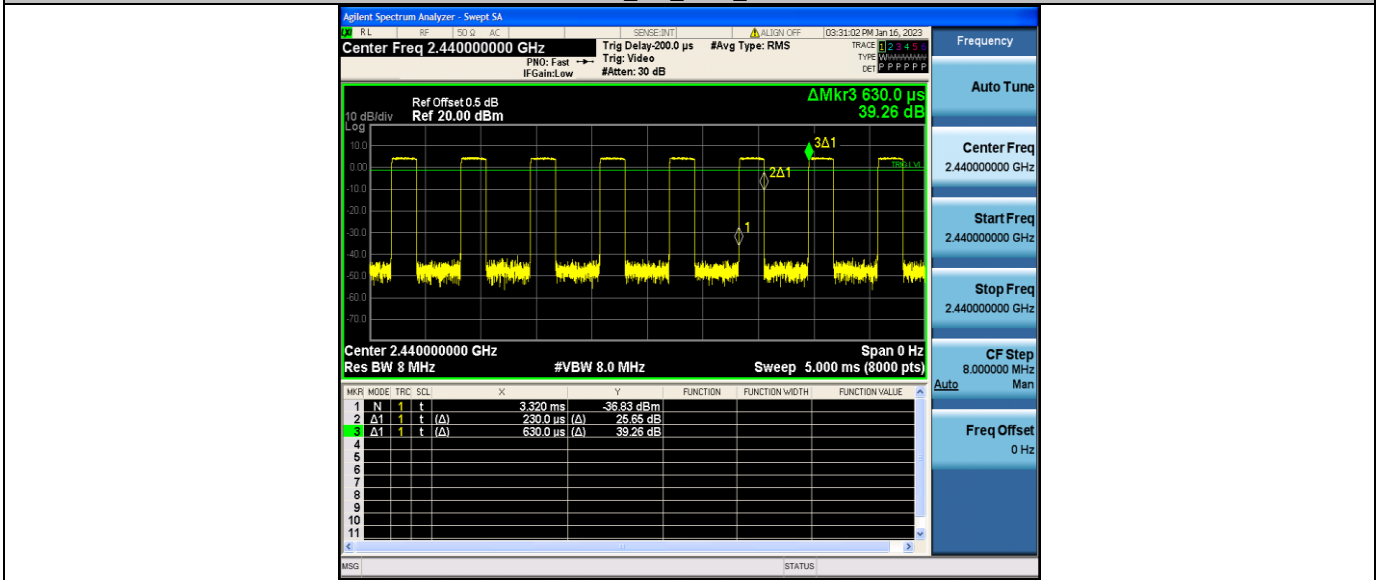 Agilent Spectrum Analyzer - Swept SA
RL RF 50 Ω AC SENSE:INT ALIGN OFF 03:31:02 PM Jan 16, 2023
Center Freq 2.440000000 GHz
PNO: Fast
IFGain:Low
Trig Delay-200.0 µs
Trig: Video
#Atten: 30 dB
#Avg Type: RMS
TRACE 1 2 3 4 5 6
TYPE
DET P P P P P P
ΔMkr3 630.0 µs
39.26 dB
Ref Offset 0.5 dB
10 dB/div Ref 20.00 dBm
Log
10.0
0.00
-10.0
-20.0
-30.0
-40.0
-50.0
-60.0
-70.0
3Δ1
TRIG LVL
2Δ1
1
Center 2.440000000 GHz Span 0 Hz
Res BW 8 MHz #VBW 8.0 MHz Sweep 5.000 ms (8000 pts)
MKR MODE TRC SCL X Y FUNCTION FUNCTION WIDTH FUNCTION VALUE
1 N 1 t 3.320 ms -36.83 dBm
2 Δ1 1 t (Δ) 230.0 µs (Δ) 25.65 dB
3 Δ1 1 t (Δ) 630.0 µs (Δ) 39.26 dB
4
5
6
7
8
9
10
11
MSG STATUS
Frequency
Auto Tune
Center Freq
2.440000000 GHz
Start Freq
2.440000000 GHz
Stop Freq
2.440000000 GHz
CF Step
8.000000 MHz
Auto Man
Freq Offset
0 Hz